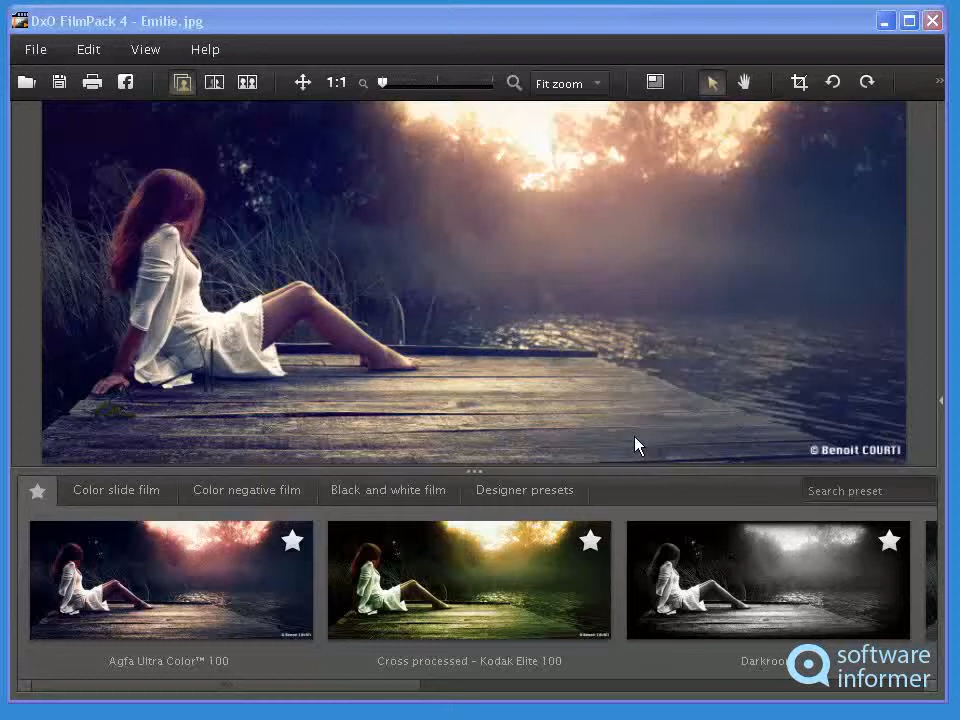 DxO FilmPack 4 - Emilie.jpg
File Edit View Help
1:1 Fit zoom
© Benoit COURTI
Color slide film Color negative film Black and white film Designer presets Search preset
Agfa Ultra Color™ 100 Cross processed - Kodak Elite 100
software
informer